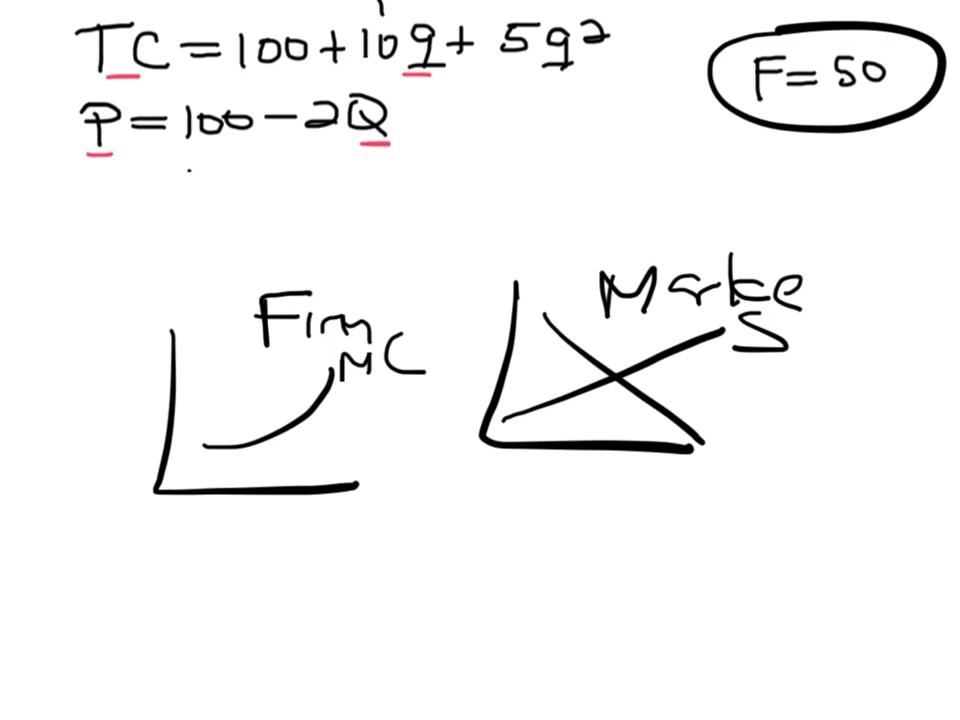 TC = 100 + 10q + 5q²
F = 50
P = 100 - 2Q
Firm
MC
Marke
S